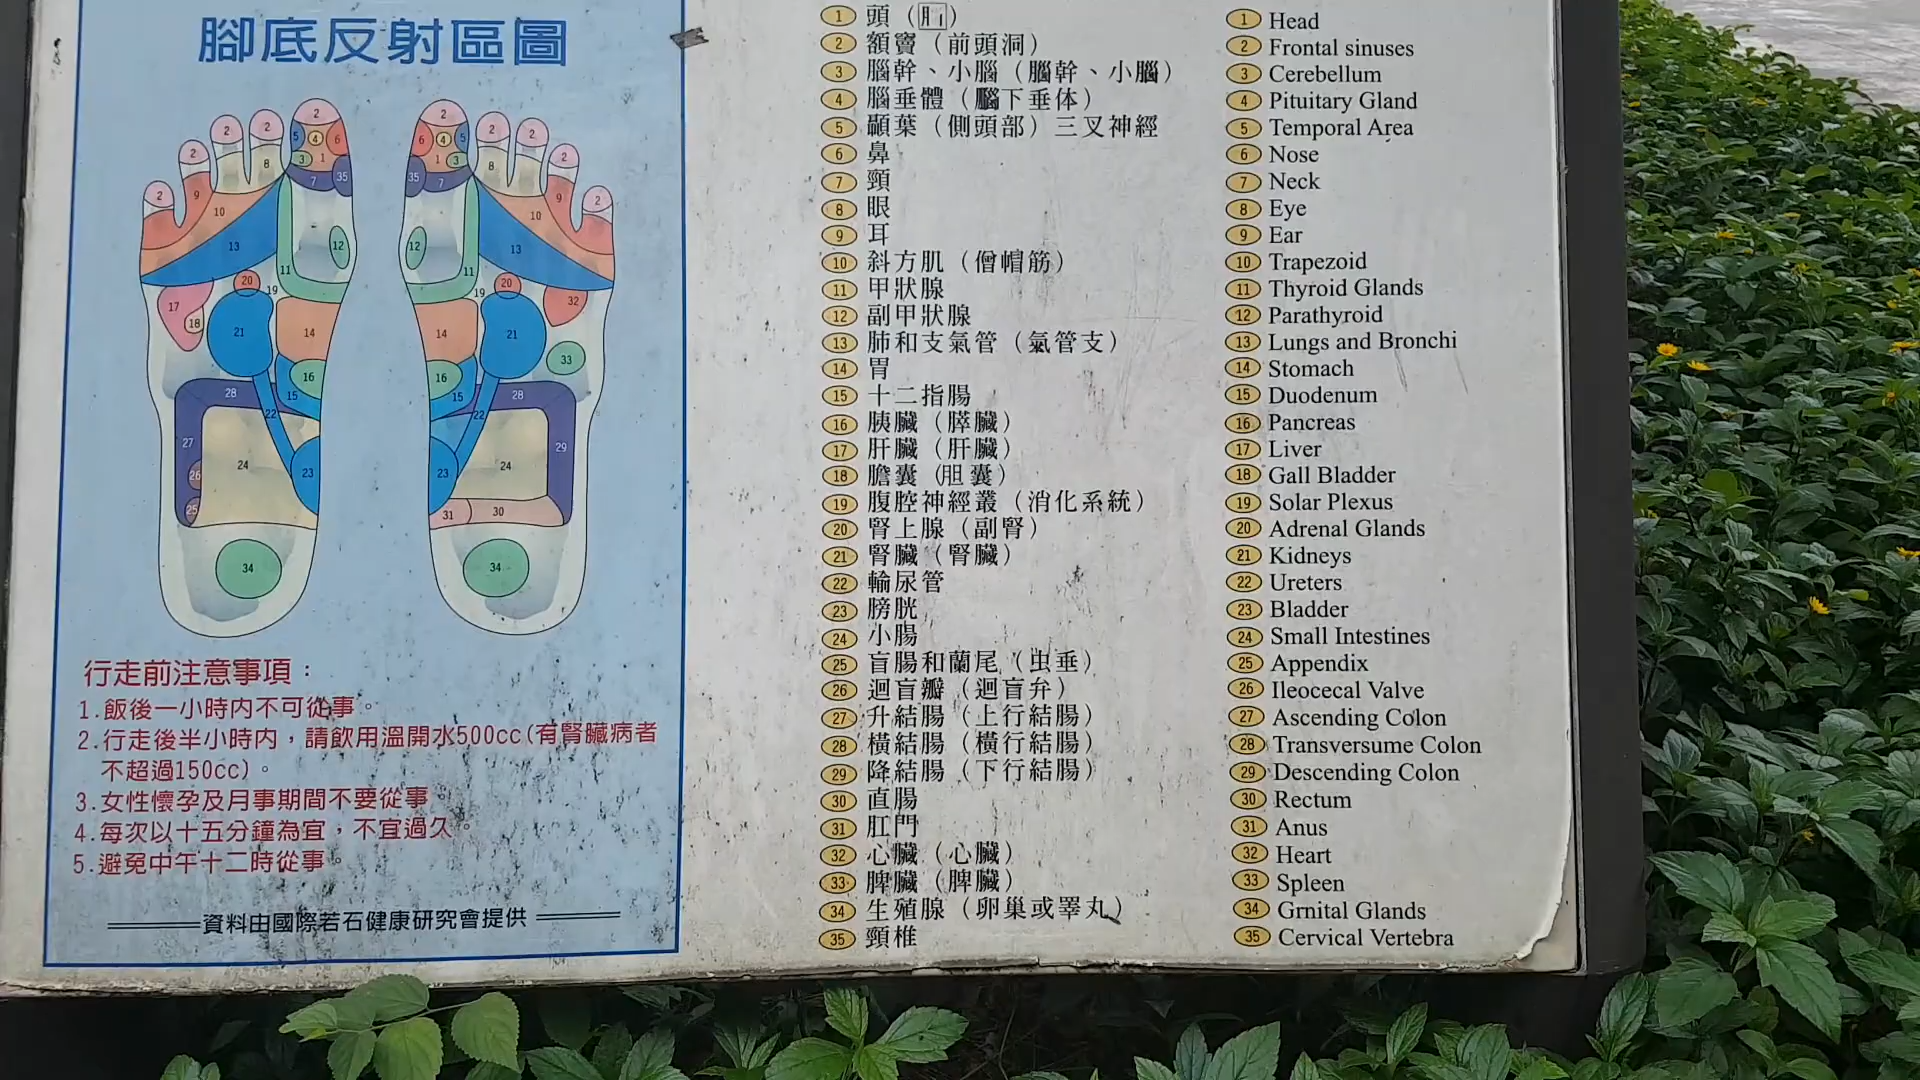 腳底反射區圖
行走前注意事項：
1.飯後一小時內不可從事。
2.行走後半小時內，請飲用溫開水500cc(有腎臟病者
不超過150cc)。
3.女性懷孕及月事期間不要從事。
4.每次以十五分鐘為宜，不宜過久。
5.避免中午十二時從事。
資料由國際若石健康研究會提供
1 頭
2 額竇（前頭洞）
3 腦幹、小腦（腦幹、小腦）
4 腦垂體（腦下垂体）
5 顳葉（側頭部）三叉神經
6 鼻
7 頸
8 眼
9 耳
10 斜方肌（僧帽筋）
11 甲狀腺
12 副甲狀腺
13 肺和支氣管（氣管支）
14 胃
15 十二指腸
16 胰臟（膵臟）
17 肝臟（肝臟）
18 膽囊（胆囊）
19 腹腔神經叢（消化系統）
20 腎上腺（副腎）
21 腎臟（腎臟）
22 輸尿管
23 膀胱
24 小腸
25 盲腸和闌尾（虫垂）
26 迴盲瓣（迴盲弁）
27 升結腸（上行結腸）
28 橫結腸（橫行結腸）
29 降結腸（下行結腸）
30 直腸
31 肛門
32 心臟（心臟）
33 脾臟（脾臟）
34 生殖腺（卵巢或睪丸）
35 頸椎
1 Head
2 Frontal sinuses
3 Cerebellum
4 Pituitary Gland
5 Temporal Area
6 Nose
7 Neck
8 Eye
9 Ear
10 Trapezoid
11 Thyroid Glands
12 Parathyroid
13 Lungs and Bronchi
14 Stomach
15 Duodenum
16 Pancreas
17 Liver
18 Gall Bladder
19 Solar Plexus
20 Adrenal Glands
21 Kidneys
22 Ureters
23 Bladder
24 Small Intestines
25 Appendix
26 Ileocecal Valve
27 Ascending Colon
28 Transversume Colon
29 Descending Colon
30 Rectum
31 Anus
32 Heart
33 Spleen
34 Grnital Glands
35 Cervical Vertebra